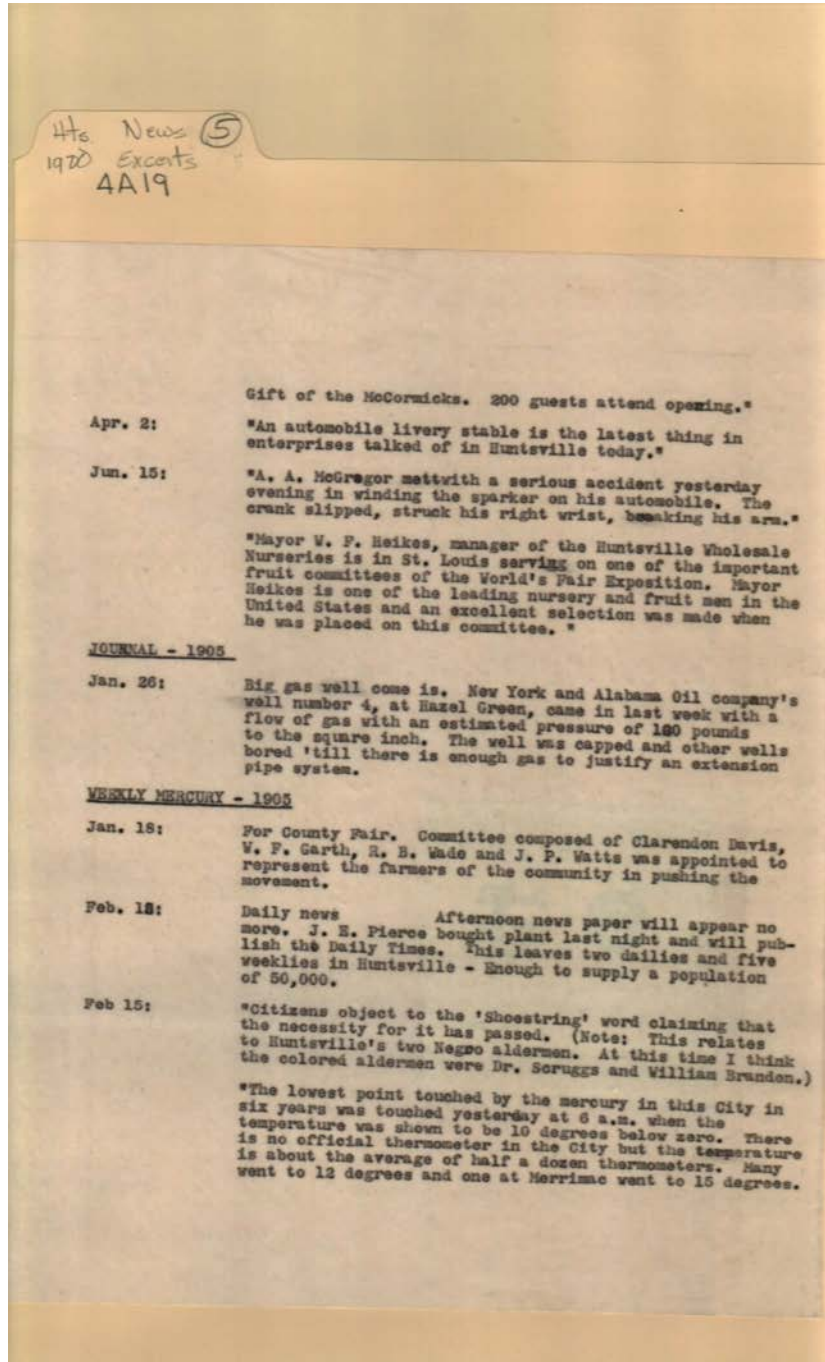 Hts News 5
1920 Excerts
4A19
Gift of the McCormicks. 200 guests attend opening."
Apr. 2: "An automobile livery stable is the latest thing in
enterprises talked of in Huntsville today."
Jun. 15: "A. A. McGregor mettwith a serious accident yesterday
evening in winding the sparker on his automobile. The
crank slipped, struck his right wrist, breaking his arm."
"Mayor W. F. Heikes, manager of the Huntsville Wholesale
Nurseries is in St. Louis serving on one of the important
fruit committees of the World's Fair Exposition. Mayor
Heikes is one of the leading nursery and fruit men in the
United States and an excellent selection was made when
he was placed on this committee. "
JOURNAL - 1905
Jan. 26: Big gas well come is. New York and Alabama Oil company's
well number 4, at Hazel Green, came in last week with a
flow of gas with an estimated pressure of pounds
to the square inch. The well was capped and other wells
bored 'till there is enough gas to justify an extension
pipe system.
WEEKLY MERCURY - 1905
Jan. 18: For County Fair. Committee composed of Clarendon Davis,
W. F. Garth, R. B. Wade and J. P. Watts was appointed to
represent the farmers of the community in pushing the
movement.
Feb. Daily news Afternoon news paper will appear no
more. J. E. Pierce bought plant last night and will pub-
lish the Daily Times. This leaves two dailies and five
weeklies in Huntsville - Enough to supply a population
of 50,000.
Feb 15: "Citizens object to the 'Shoestring' word claiming that
the necessity for it has passed. (Note: This relates
to Huntsville's two Negro aldermen. At this time I think
the colored aldermen were Dr. Scruggs and William Brandon.)
"The lowest point touched by the mercury in this City in
six years was touched yesterday at 6 a.m. when the
temperature was shown to be 10 degrees below zero. There
is no official thermometer in the City but the temperature
is about the average of half a dozen thermometers. Many
went to 12 degrees and one at Merrimac went to 15 degrees.